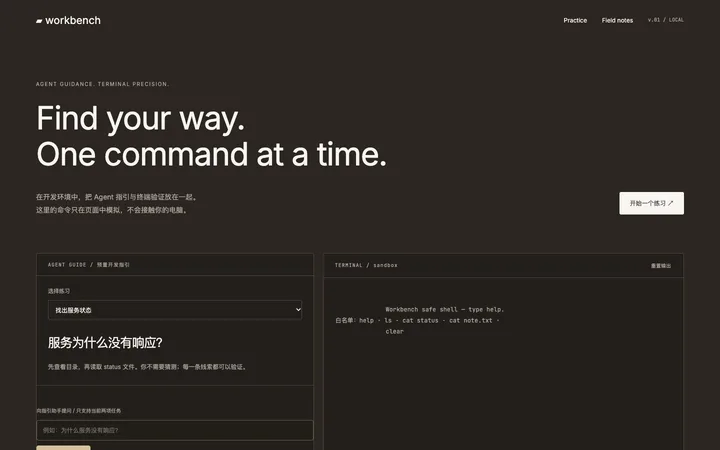 workbench
Practice
Field notes
v.01 / LOCAL
AGENT GUIDANCE. TERMINAL PRECISION.
Find your way.
One command at a time.
在开发环境中，把 Agent 指引与终端验证放在一起。
这里的命令只在页面中模拟，不会接触你的电脑。
开始一个练习 ↗
AGENT GUIDE / 预置开发指引
选择练习
找出服务状态
服务为什么没有响应？
先查看目录，再读取 status 文件。你不需要猜测；每一条线索都可以验证。
向指引助手提问 / 只支持当前两项任务
例如：为什么服务没有响应？
TERMINAL / sandbox
重置输出
Workbench safe shell — type help.
白名单：help · ls · cat status · cat note.txt ·
clear